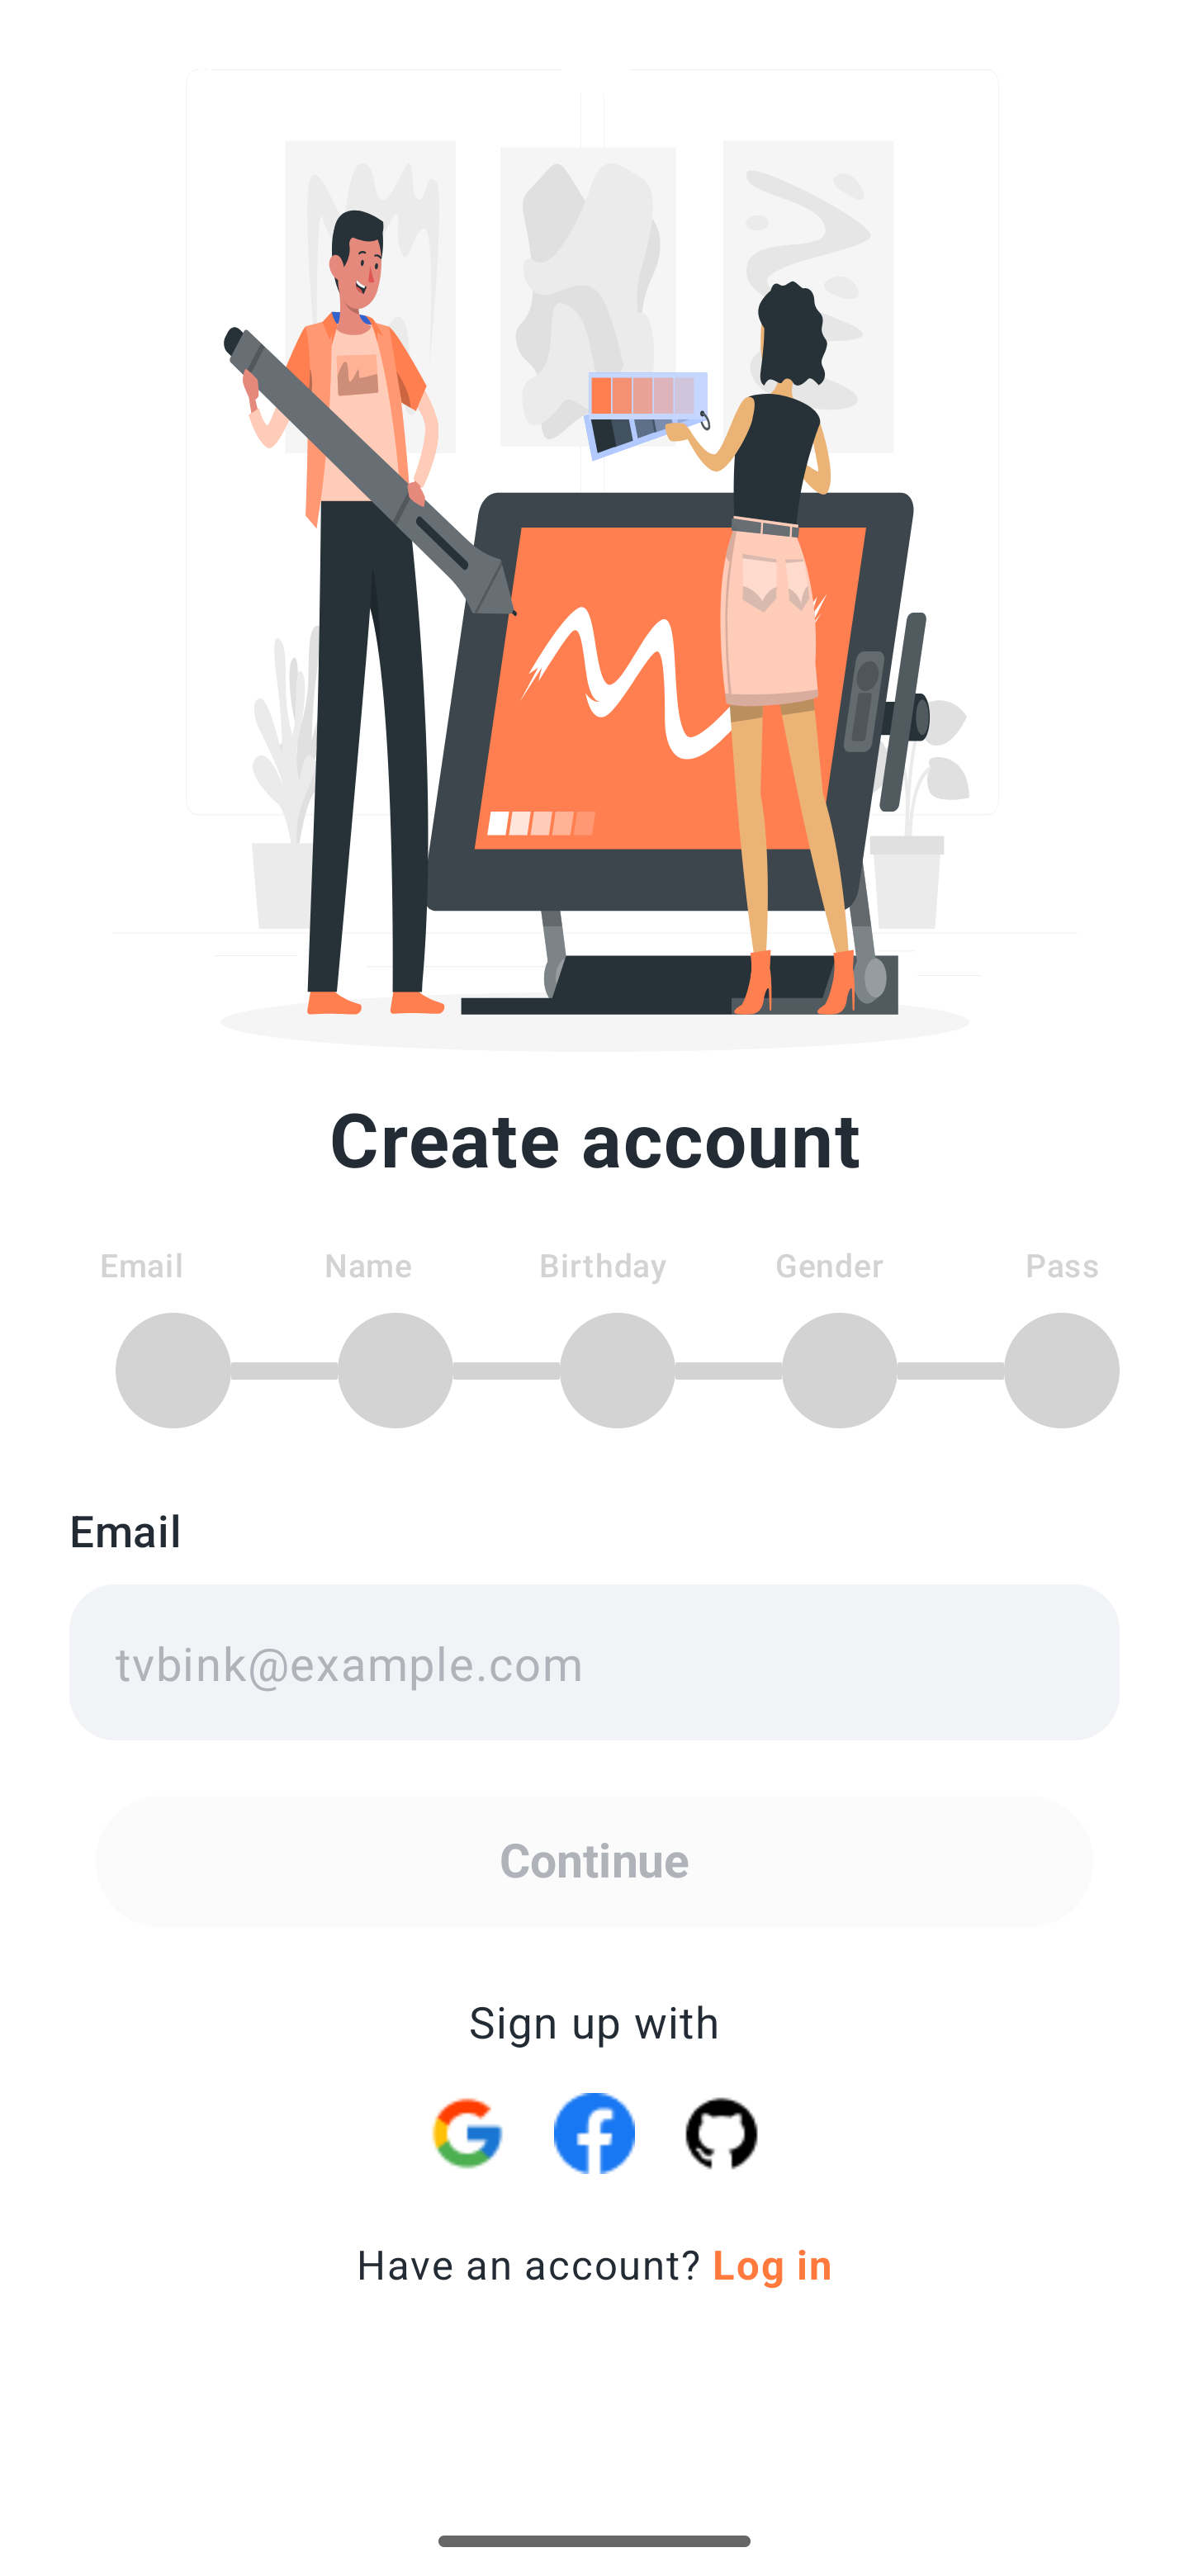 Create account
Email Name Birthday Gender Pass
Email
tvbink@example.com
Continue
Sign up with
Have an account? Log in